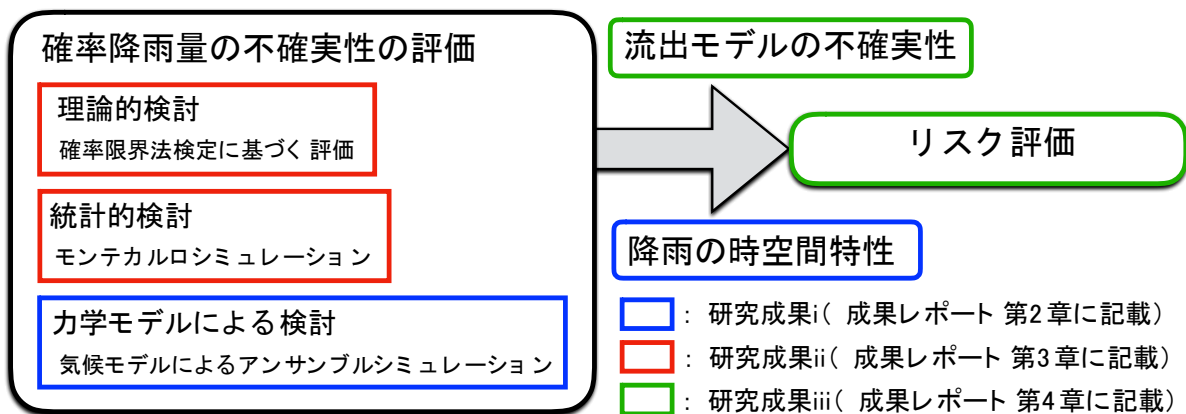 確率降雨量の不確実性の評価
理論的検討
確率限界法検定に基づく評価
統計的検討
モンテカルロシミュレーション
力学モデルによる検討
気候モデルによるアンサンブルシミュレーション
流出モデルの不確実性
リスク評価
降雨の時空間特性
： 研究成果i（ 成果レポート 第2章に記載）
： 研究成果ii（ 成果レポート 第3章に記載）
： 研究成果iii（ 成果レポート 第4章に記載）